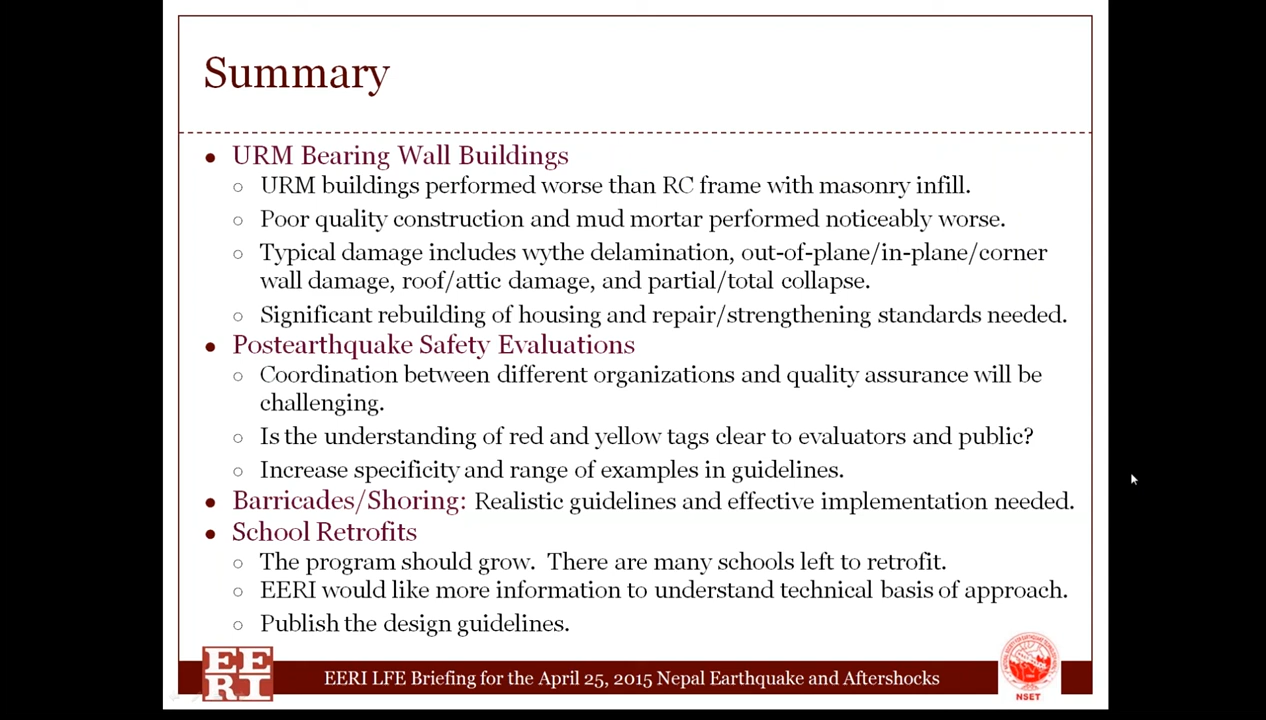 Summary
• URM Bearing Wall Buildings
○ URM buildings performed worse than RC frame with masonry infill.
○ Poor quality construction and mud mortar performed noticeably worse.
○ Typical damage includes wythe delamination, out-of-plane/in-plane/corner
wall damage, roof/attic damage, and partial/total collapse.
○ Significant rebuilding of housing and repair/strengthening standards needed.
• Postearthquake Safety Evaluations
○ Coordination between different organizations and quality assurance will be
challenging.
○ Is the understanding of red and yellow tags clear to evaluators and public?
○ Increase specificity and range of examples in guidelines.
• Barricades/Shoring: Realistic guidelines and effective implementation needed.
• School Retrofits
○ The program should grow. There are many schools left to retrofit.
○ EERI would like more information to understand technical basis of approach.
○ Publish the design guidelines.
EE
RI
EERI LFE Briefing for the April 25, 2015 Nepal Earthquake and Aftershocks
NSET